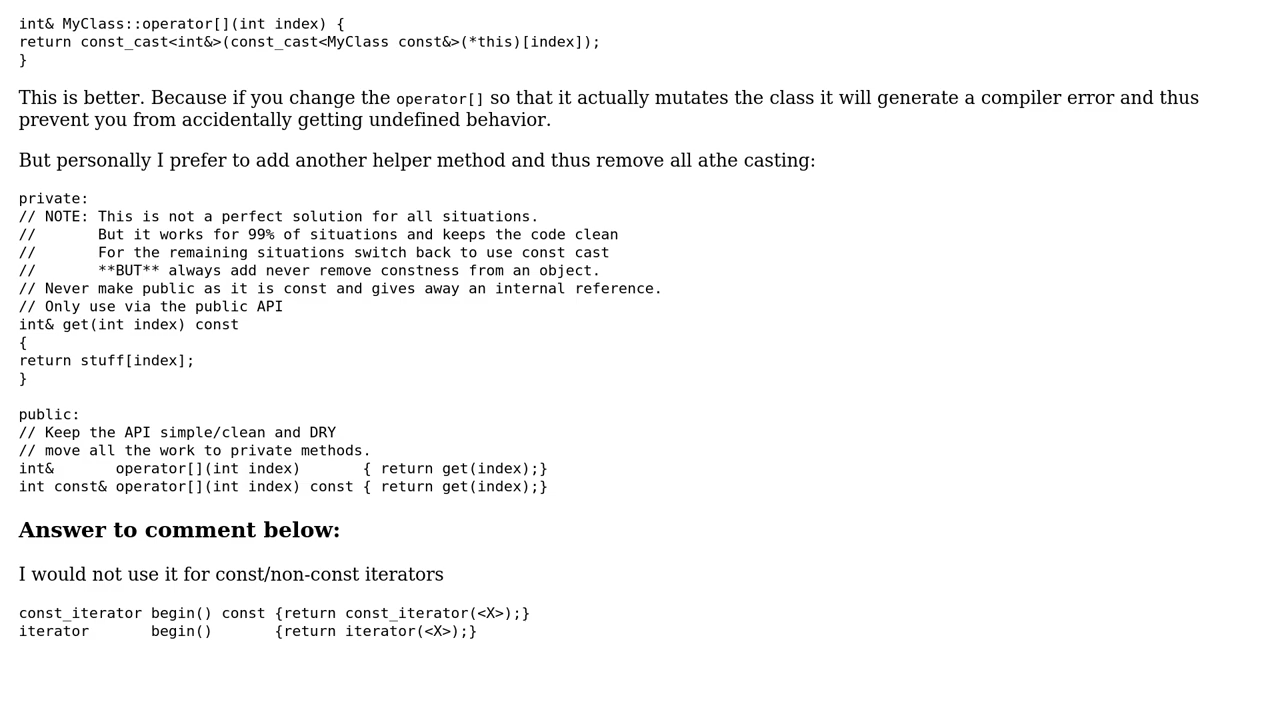 int& MyClass::operator[](int index) {
return const_cast<int&>(const_cast<MyClass const&>(*this)[index]);
}
This is better. Because if you change the operator[] so that it actually mutates the class it will generate a compiler error and thus
prevent you from accidentally getting undefined behavior.
But personally I prefer to add another helper method and thus remove all athe casting:
private:
// NOTE: This is not a perfect solution for all situations.
//       But it works for 99% of situations and keeps the code clean
//       For the remaining situations switch back to use const cast
//       **BUT** always add never remove constness from an object.
// Never make public as it is const and gives away an internal reference.
// Only use via the public API
int& get(int index) const
{
return stuff[index];
}
public:
// Keep the API simple/clean and DRY
// move all the work to private methods.
int&       operator[](int index)       { return get(index);}
int const& operator[](int index) const { return get(index);}
Answer to comment below:
I would not use it for const/non-const iterators
const_iterator begin() const {return const_iterator(<X>);}
iterator       begin()       {return iterator(<X>);}